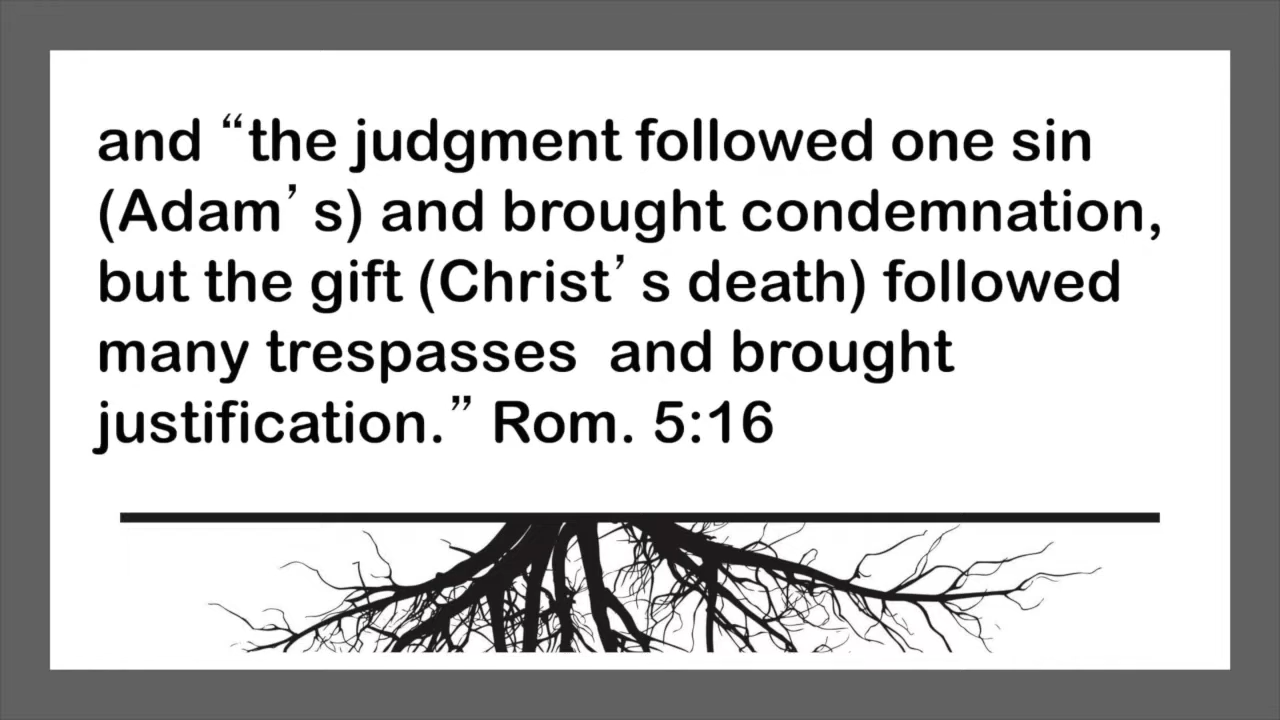 and “the judgment followed one sin
(Adam’s) and brought condemnation,
but the gift (Christ’s death) followed
many trespasses  and brought
justification.” Rom. 5:16